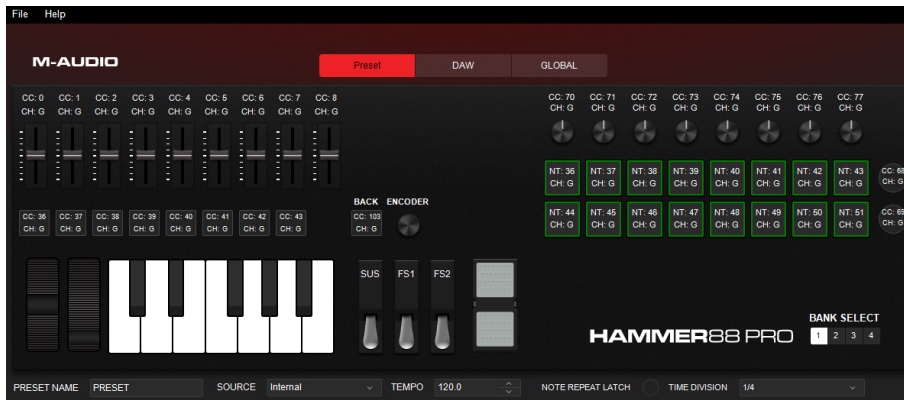 File Help
M-AUDIO
Preset DAW GLOBAL
CC: 0 CC: 1 CC: 2 CC: 3 CC: 4 CC: 5 CC: 6 CC: 7 CC: 8 CC: 70 CC: 71 CC: 72 CC: 73 CC: 74 CC: 75 CC: 76 CC: 77
CH: G CH: G CH: G CH: G CH: G CH: G CH: G CH: G CH: G CH: G CH: G CH: G CH: G CH: G CH: G CH: G CH: G
NT: 36 NT: 37 NT: 38 NT: 39 NT: 40 NT: 41 NT: 42 NT: 43 CC: 68
CH: G CH: G CH: G CH: G CH: G CH: G CH: G CH: G CH: G
BACK ENCODER
CC: 36 CC: 37 CC: 38 CC: 39 CC: 40 CC: 41 CC: 42 CC: 43 CC: 103 NT: 44 NT: 45 NT: 46 NT: 47 NT: 48 NT: 49 NT: 50 NT: 51 CC: 69
CH: G CH: G CH: G CH: G CH: G CH: G CH: G CH: G CH: G CH: G CH: G CH: G CH: G CH: G CH: G CH: G CH: G CH: G
SUS FS1 FS2
HAMMER88 PRO
BANK SELECT
1 2 3 4
PRESET NAME PRESET SOURCE Internal TEMPO 120.0 NOTE REPEAT LATCH TIME DIVISION 1/4